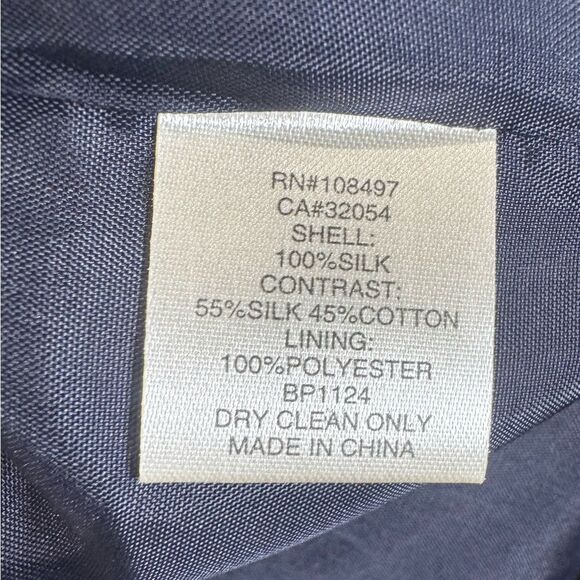 RN#108497
CA#32054
SHELL:
100%SILK
CONTRAST:
55%SILK 45%COTTON
LINING:
100%POLYESTER
BP1124
DRY CLEAN ONLY
MADE IN CHINA